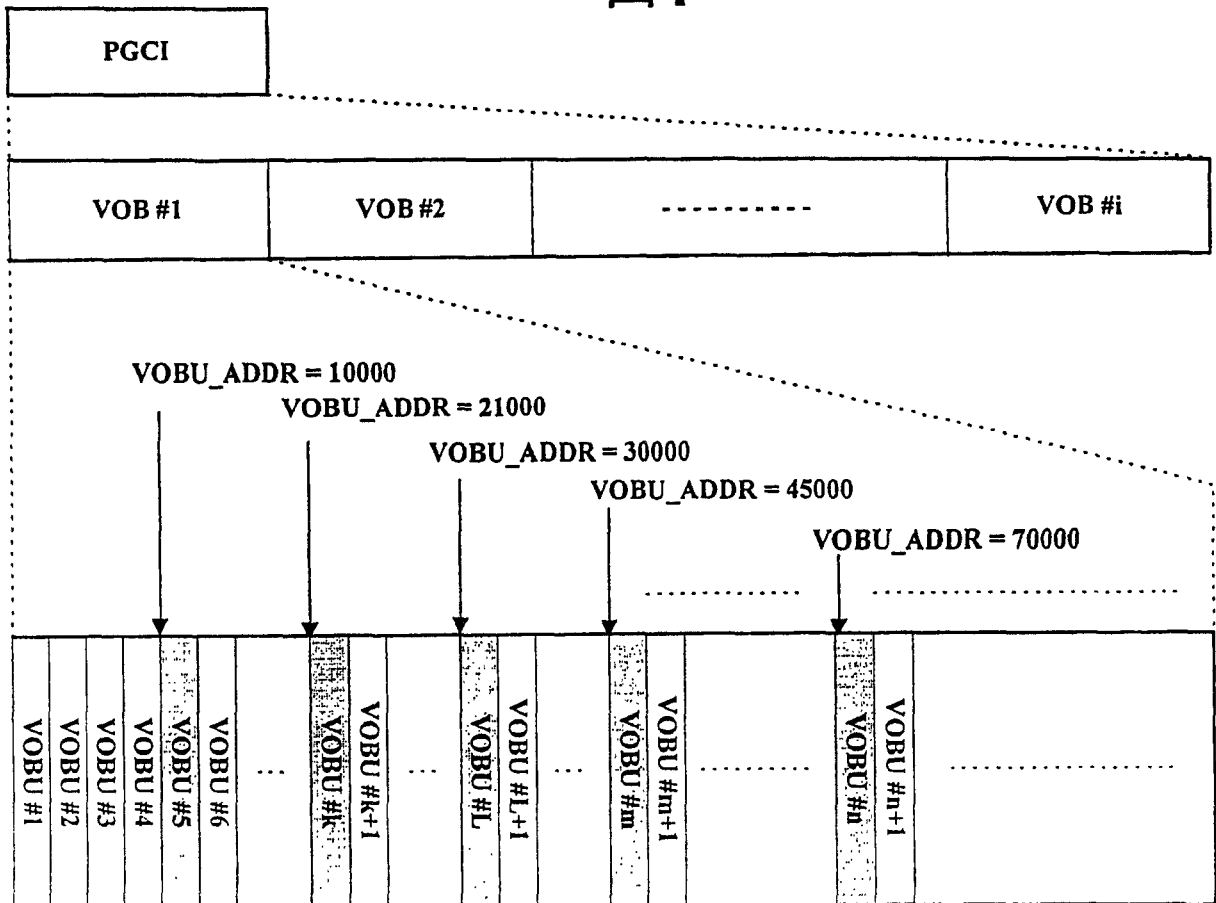 PGCI
VOB #1 VOB #2 --------- VOB #i
VOBU_ADDR = 10000
VOBU_ADDR = 21000
VOBU_ADDR = 30000
VOBU_ADDR = 45000
VOBU_ADDR = 70000
VOBU #1
VOBU #2
VOBU #3
VOBU #4
VOBU #5
VOBU #6
...
VOBU #k
VOBU #k+1
...
VOBU #L
VOBU #L+1
...
VOBU #m
VOBU #m+1
VOBU #n
VOBU #n+1